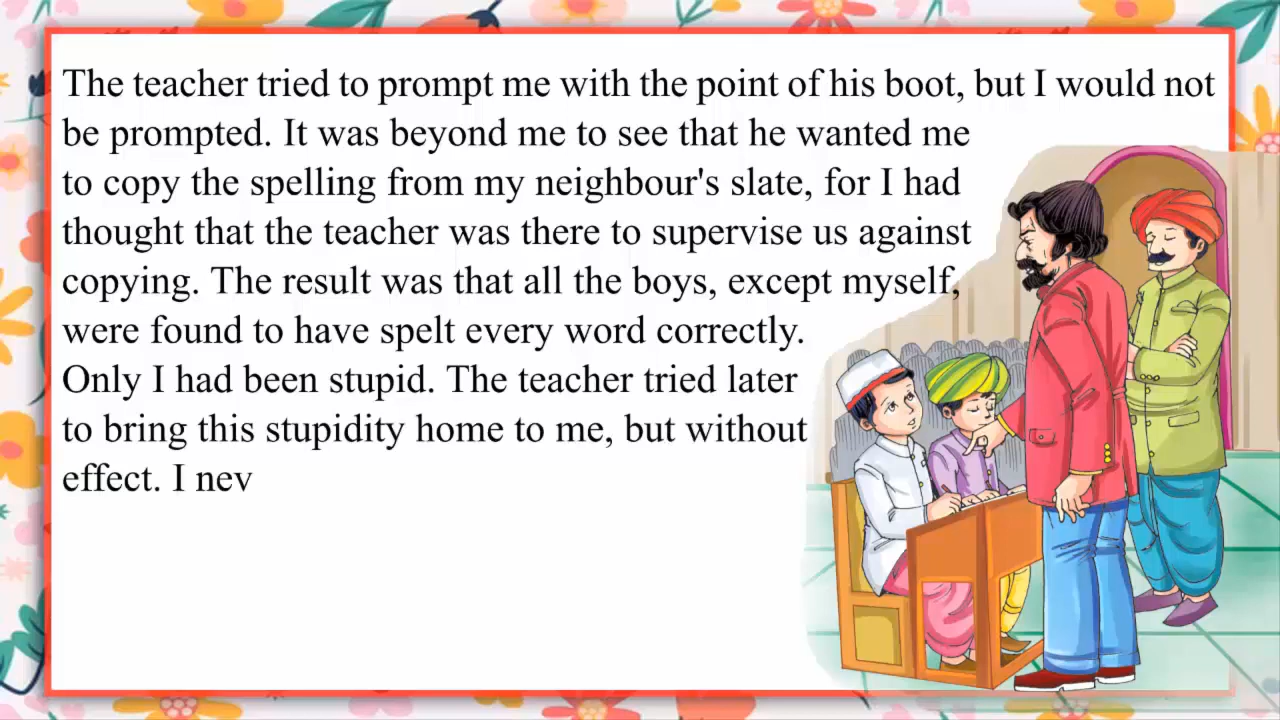 The teacher tried to prompt me with the point of his boot, but I would not
be prompted. It was beyond me to see that he wanted me
to copy the spelling from my neighbour's slate, for I had
thought that the teacher was there to supervise us against
copying. The result was that all the boys, except myself,
were found to have spelt every word correctly.
Only I had been stupid. The teacher tried later
to bring this stupidity home to me, but without
effect. I nev